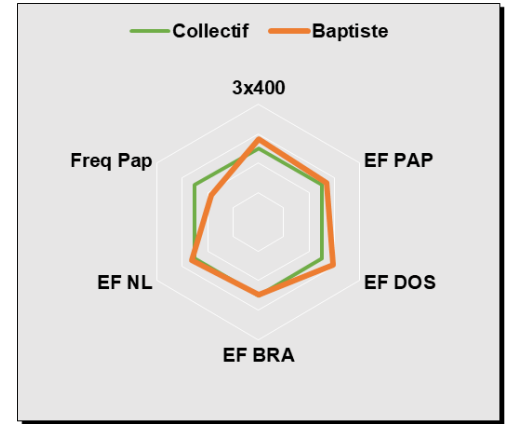 Collectif Baptiste
3x400
Freq Pap EF PAP
EF NL EF DOS
EF BRA